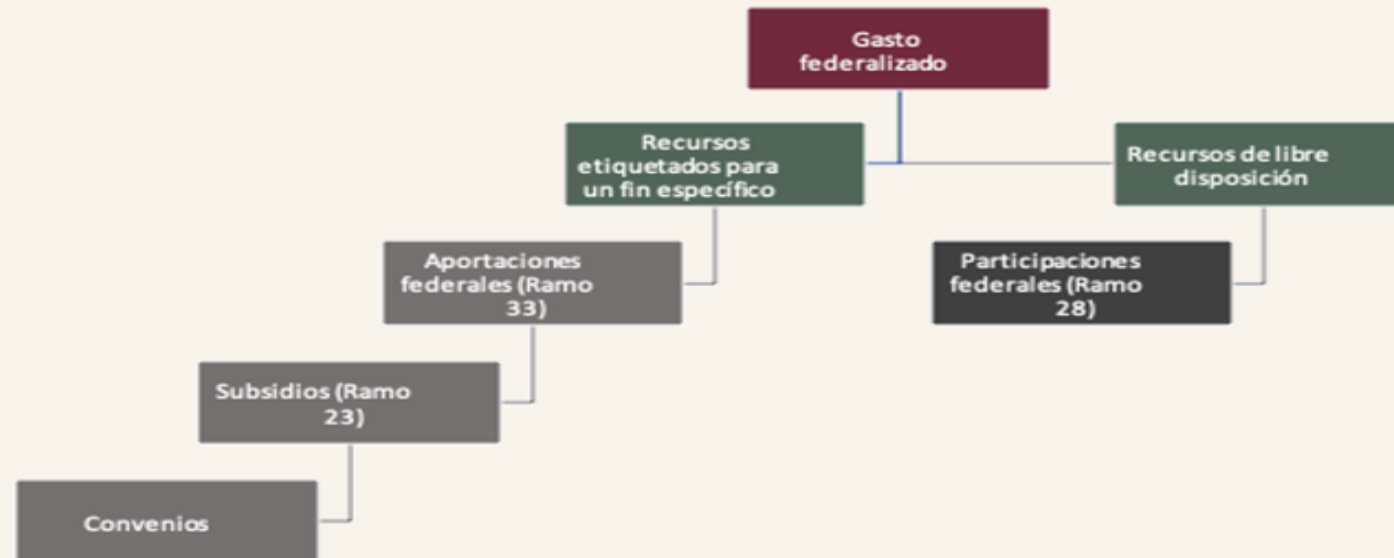 Gasto
federalizado
Recursos
etiquetados para
un fin específico
Recursos de libre
disposición
Aportaciones
federales (Ramo
33)
Participaciones
federales (Ramo
28)
Subsidios (Ramo
23)
Convenios